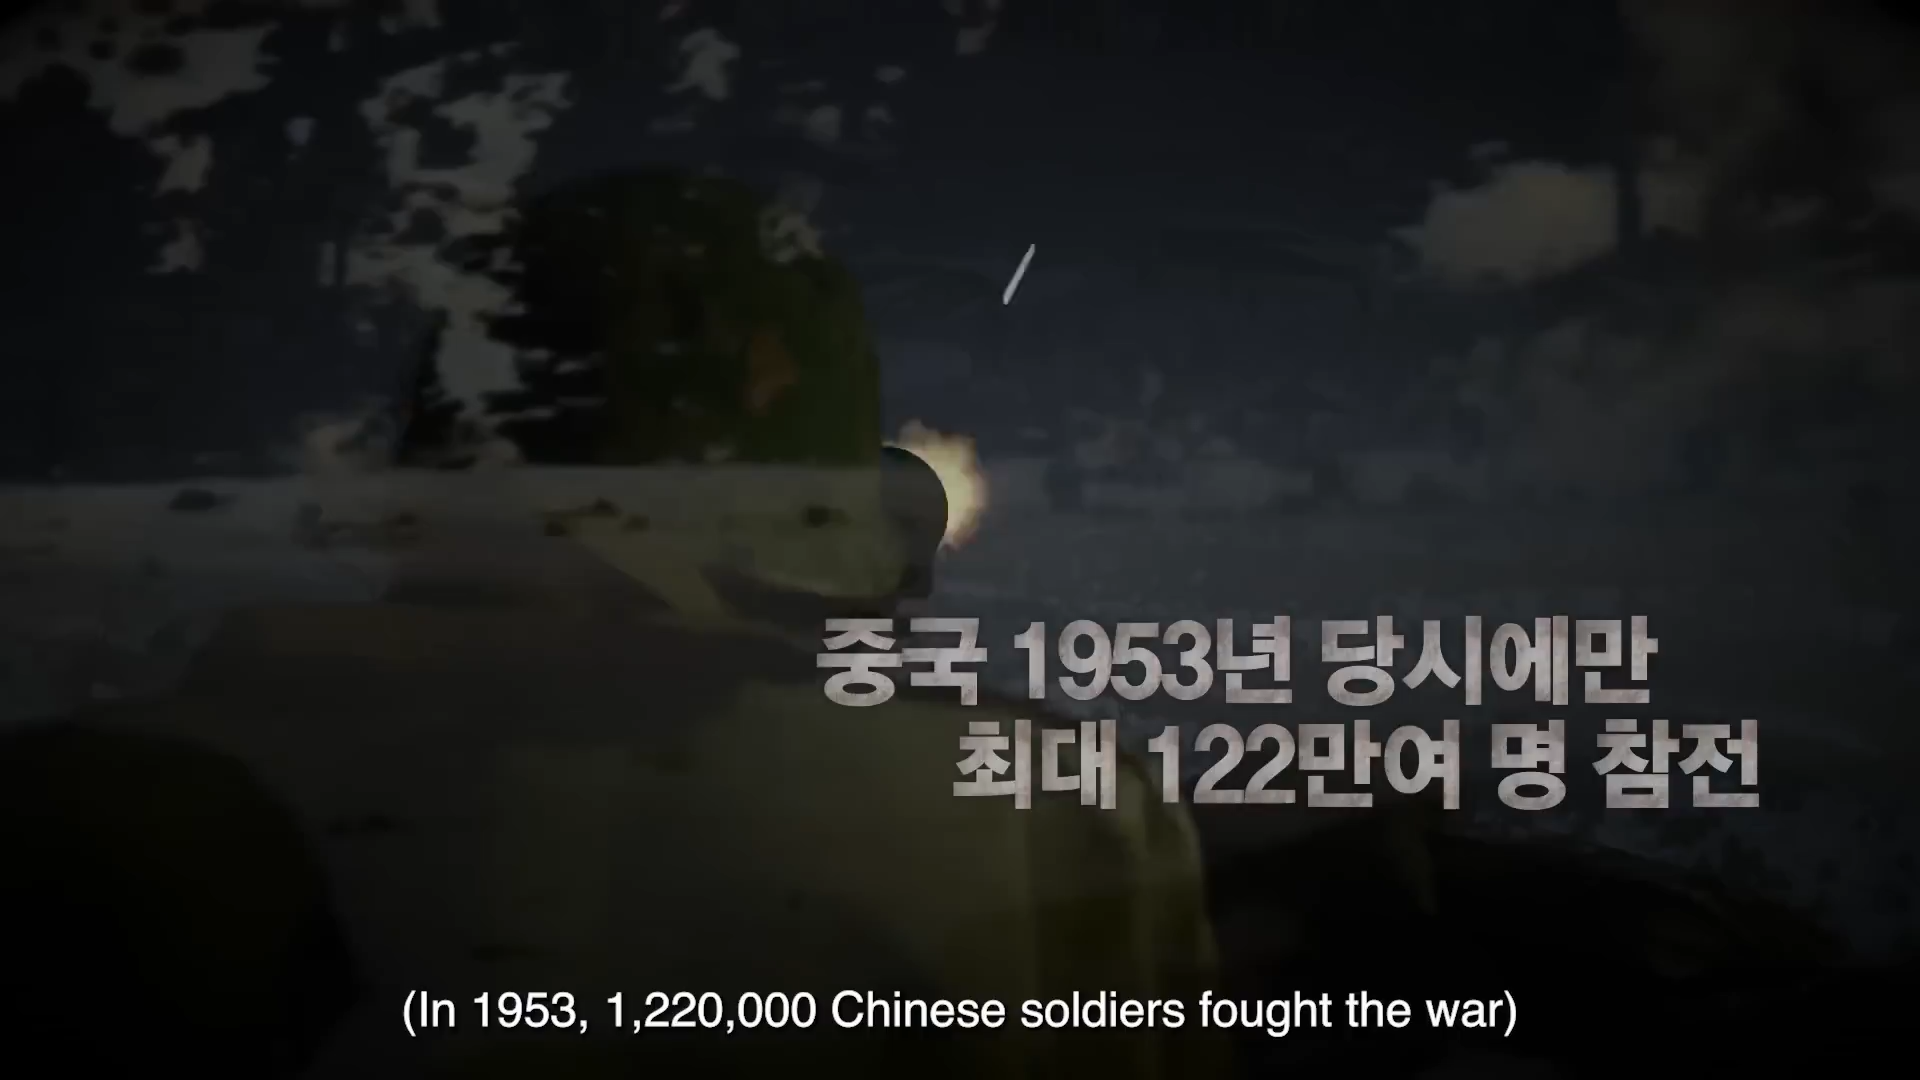 중국 1953년 당시에만
최대 122만여 명 참전
(In 1953, 1,220,000 Chinese soldiers fought the war)